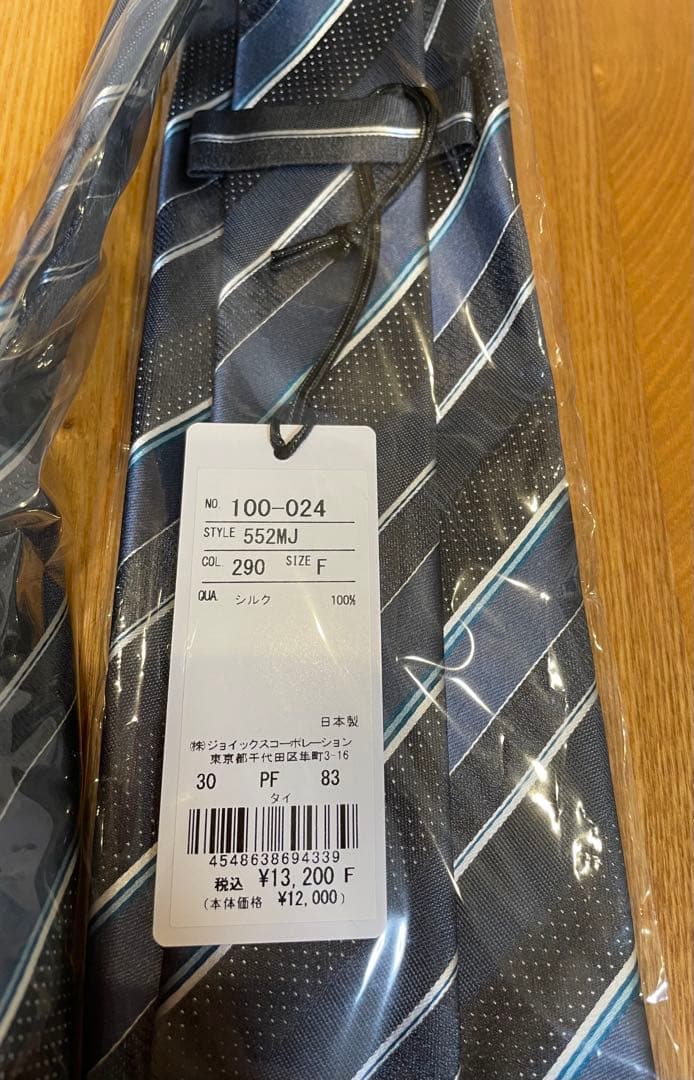 NO. 100-024
STYLE 552MJ
COL. 290 SIZE F
QUA. シルク 100%
日本製
(株)ジョイックスコーポレーション
東京都千代田区隼町3-16
30 PF 83
タイ
4548638694339
税込 ¥13,200 F
(本体価格 ¥12,000)